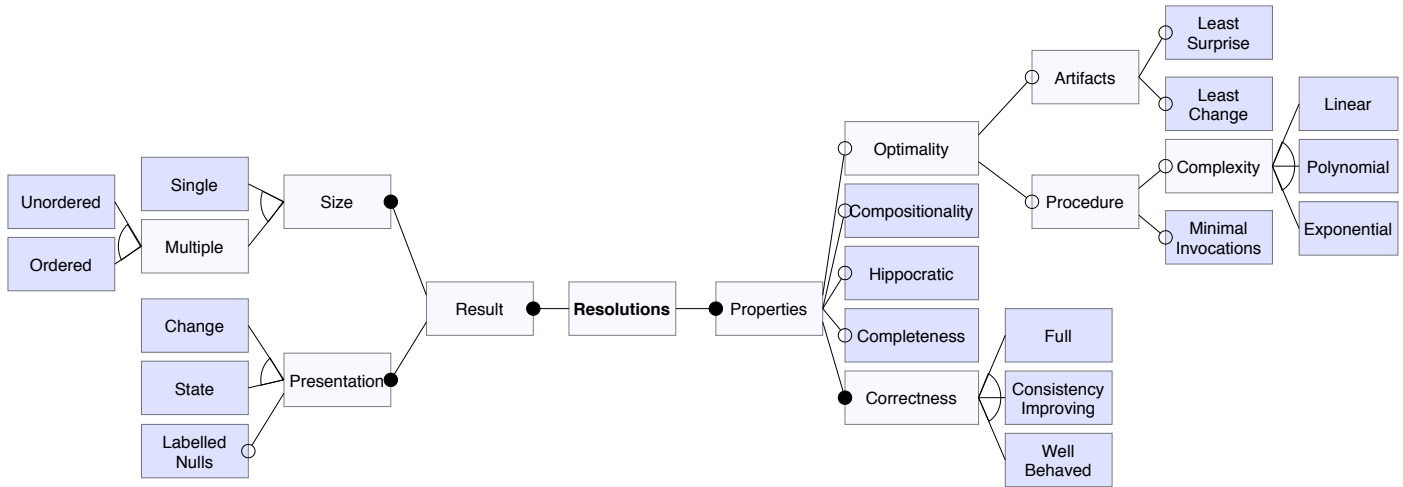 Least
Surprise
Artifacts
Least
Change
Linear
Optimality
Complexity
Polynomial
Single
Compositionality
Procedure
Unordered
Size
Minimal
Invocations
Exponential
Multiple
Ordered
Hippocratic
Result
Resolutions
Properties
Change
Completeness
Full
Presentation
State
Correctness
Consistency
Improving
Labelled
Nulls
Well
Behaved